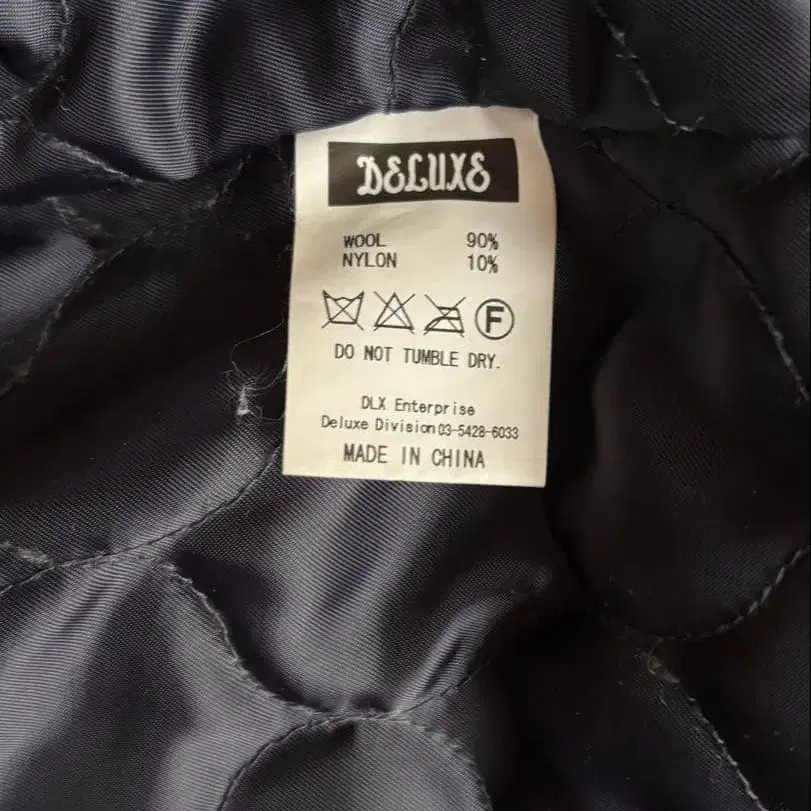 DELUXE
WOOL 90%
NYLON 10%
F
DO NOT TUMBLE DRY.
DLX Enterprise
Deluxe Division 03-5428-6033
MADE IN CHINA